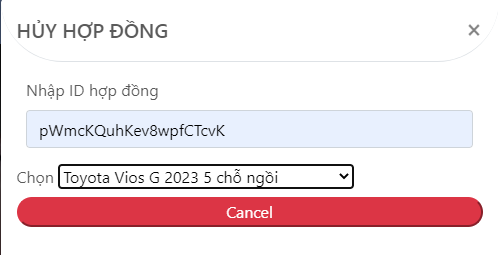 HỦY HỢP ĐỒNG ×
Nhập ID hợp đồng
pWmcKQuhKev8wpfCTcvK
Chọn Toyota Vios G 2023 5 chỗ ngồi
Cancel